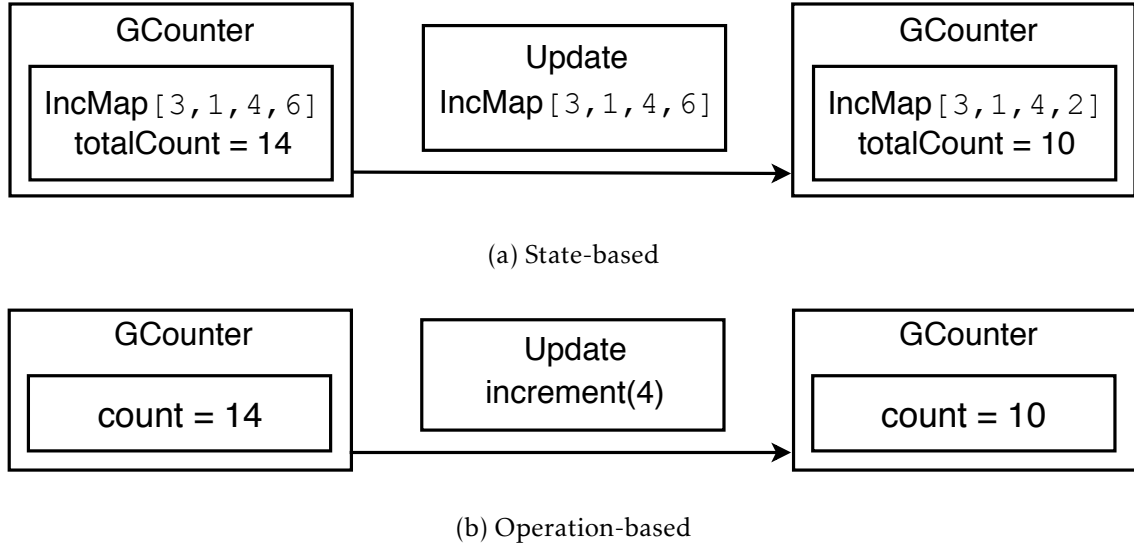 GCounter
IncMap[3,1,4,6]
totalCount = 14
Update
IncMap[3,1,4,6]
GCounter
IncMap[3,1,4,2]
totalCount = 10
(a) State-based
GCounter
count = 14
Update
increment(4)
GCounter
count = 10
(b) Operation-based